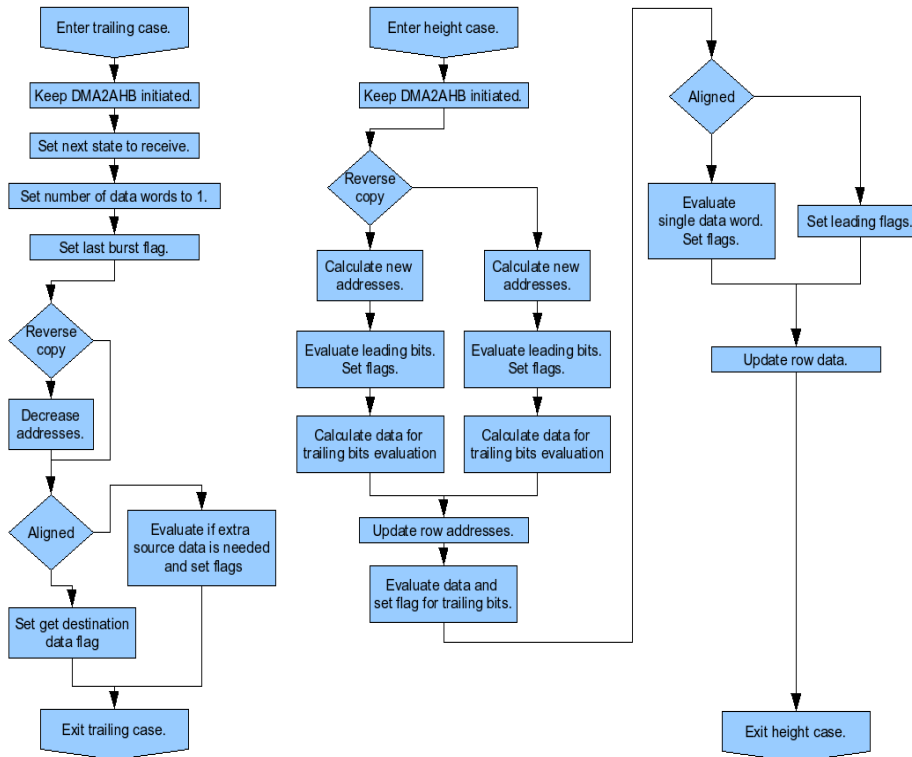 Enter trailing case.
Keep DMA2AHB initiated.
Set next state to receive.
Set number of data words to 1.
Set last burst flag.
Reverse
copy
Decrease
addresses.
Aligned
Evaluate if extra
source data is needed
and set flags
Set get destination
data flag
Exit trailing case.
Enter height case.
Keep DMA2AHB initiated.
Reverse
copy
Calculate new
addresses.
Calculate new
addresses.
Evaluate leading bits.
Set flags.
Evaluate leading bits.
Set flags.
Calculate data for
trailing bits evaluation
Calculate data for
trailing bits evaluation
Update row addresses.
Evaluate data and
set flag for trailing bits.
Aligned
Evaluate
single data word.
Set flags.
Set leading flags.
Update row data.
Exit height case.